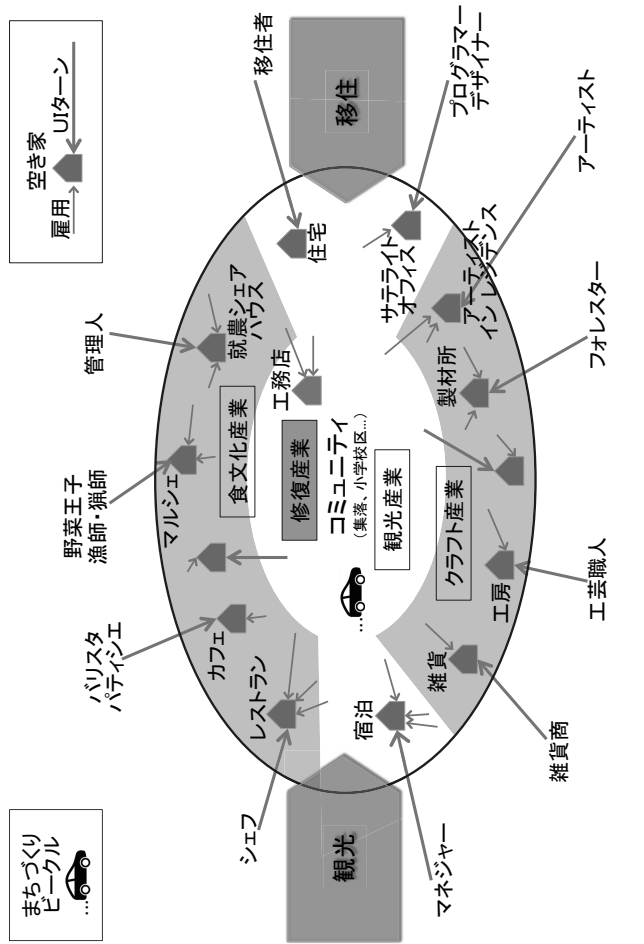 まちづくり
ビークル
空き家
雇用
UIターン
管理人
野菜王子
漁師・猟師
バリスタ
パティシエ
シェフ
マネジャー
雑貨商
工芸職人
フォレスター
アーティスト
プログラマー
デザイナー
移住者
観光
移住
マルシェ
カフェ
レストラン
就農シェア
ハウス
食文化産業
工務店
住宅
修復産業
コミュニティ
(集落、小学校区...)
観光産業
クラフト産業
宿泊
雑貨
工房
製材所
サテライト
オフィス
アーティスト
イン レジデンス